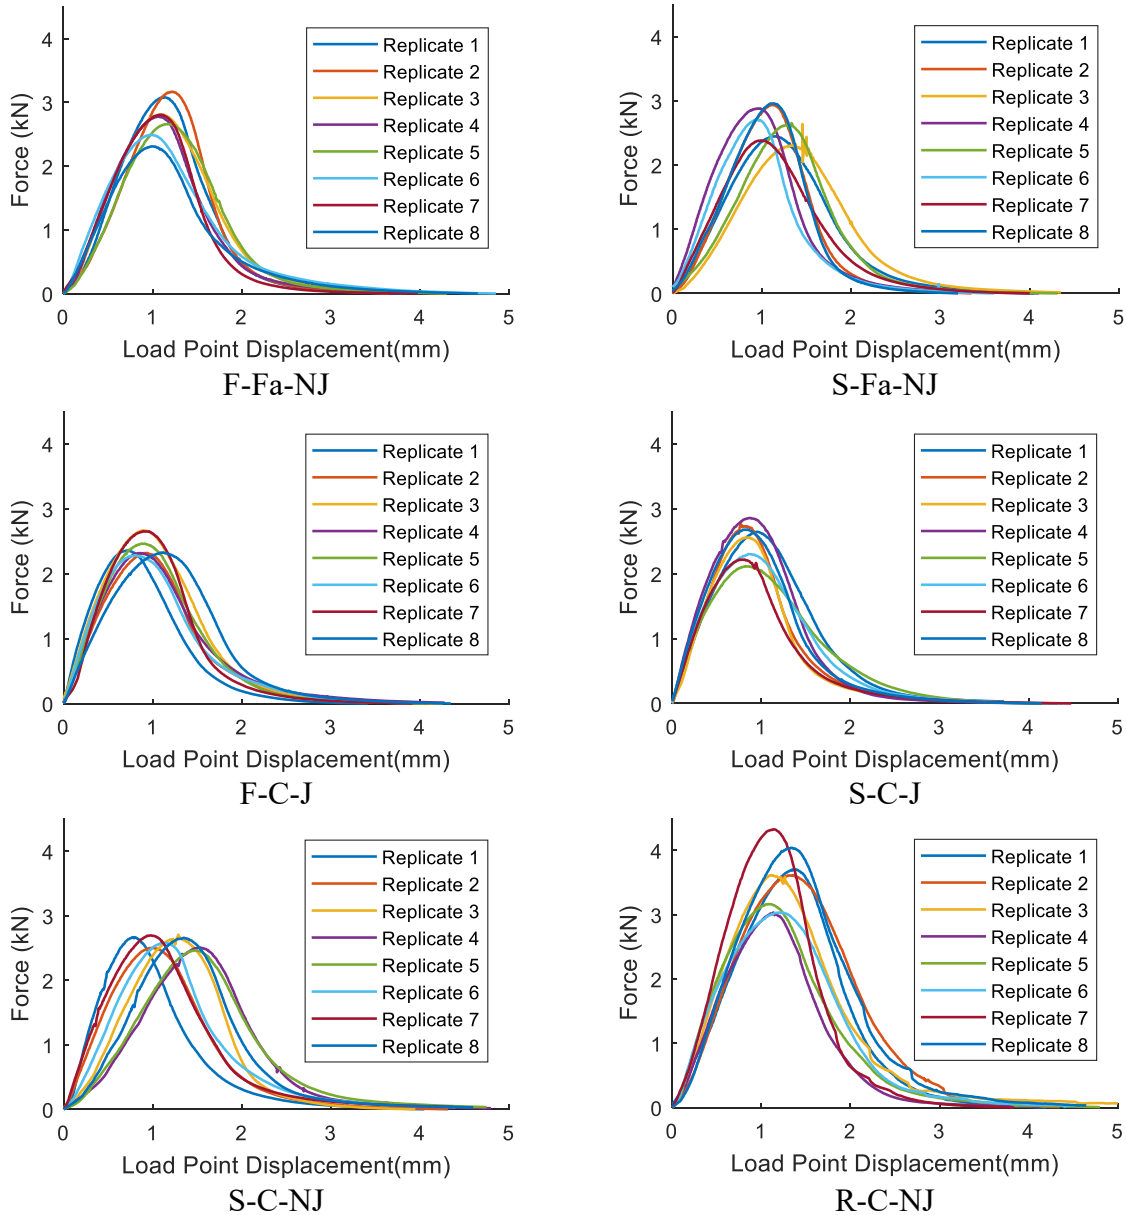 4
3
2
1
0
Force (kN)
Replicate 1
Replicate 2
Replicate 3
Replicate 4
Replicate 5
Replicate 6
Replicate 7
Replicate 8
0 1 2 3 4 5
Load Point Displacement(mm)
F-Fa-NJ
4
3
2
1
0
Force (kN)
Replicate 1
Replicate 2
Replicate 3
Replicate 4
Replicate 5
Replicate 6
Replicate 7
Replicate 8
0 1 2 3 4 5
Load Point Displacement(mm)
S-Fa-NJ
4
3
2
1
0
Force (kN)
Replicate 1
Replicate 2
Replicate 3
Replicate 4
Replicate 5
Replicate 6
Replicate 7
Replicate 8
0 1 2 3 4 5
Load Point Displacement(mm)
F-C-J
4
3
2
1
0
Force (kN)
Replicate 1
Replicate 2
Replicate 3
Replicate 4
Replicate 5
Replicate 6
Replicate 7
Replicate 8
0 1 2 3 4 5
Load Point Displacement(mm)
S-C-J
4
3
2
1
0
Force (kN)
Replicate 1
Replicate 2
Replicate 3
Replicate 4
Replicate 5
Replicate 6
Replicate 7
Replicate 8
0 1 2 3 4 5
Load Point Displacement(mm)
S-C-NJ
4
3
2
1
0
Force (kN)
Replicate 1
Replicate 2
Replicate 3
Replicate 4
Replicate 5
Replicate 6
Replicate 7
Replicate 8
0 1 2 3 4 5
Load Point Displacement(mm)
R-C-NJ